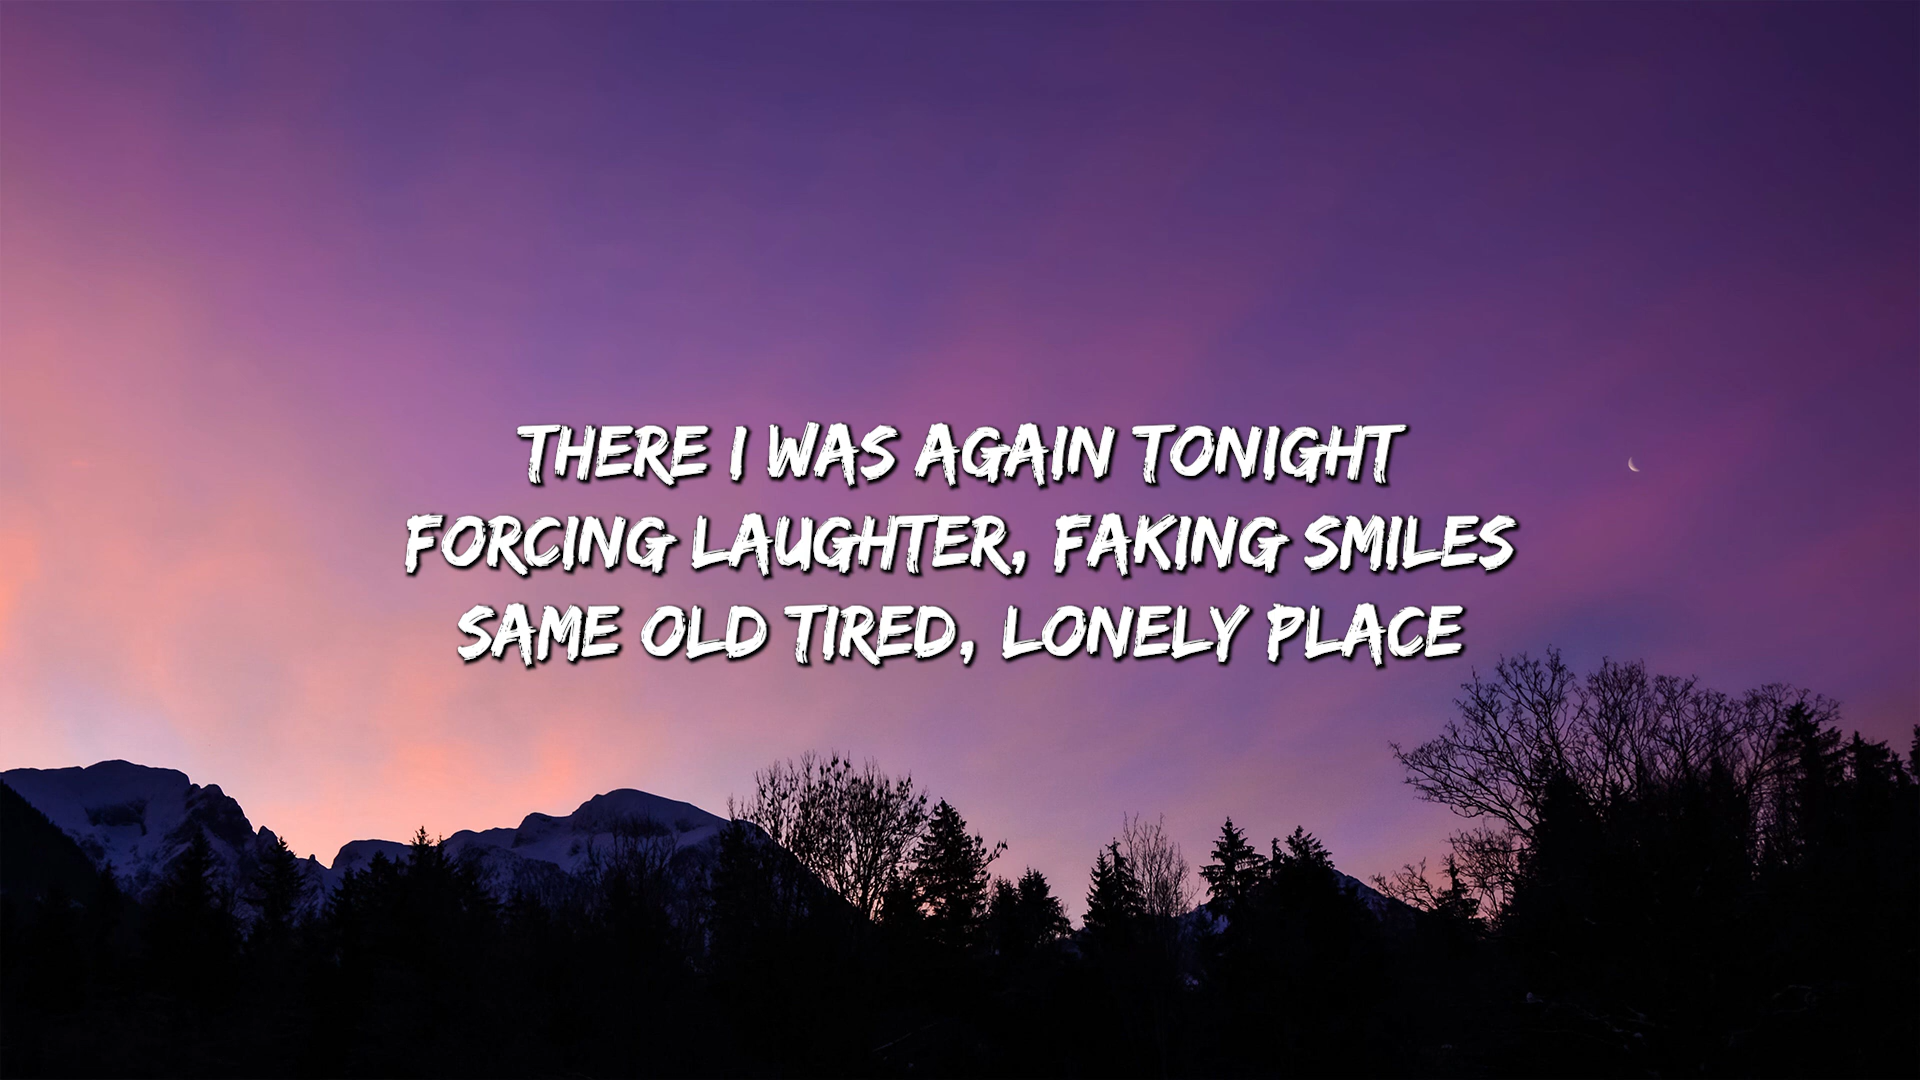 THERE I WAS AGAIN TONIGHT
FORCING LAUGHTER, FAKING SMILES
SAME OLD TIRED, LONELY PLACE